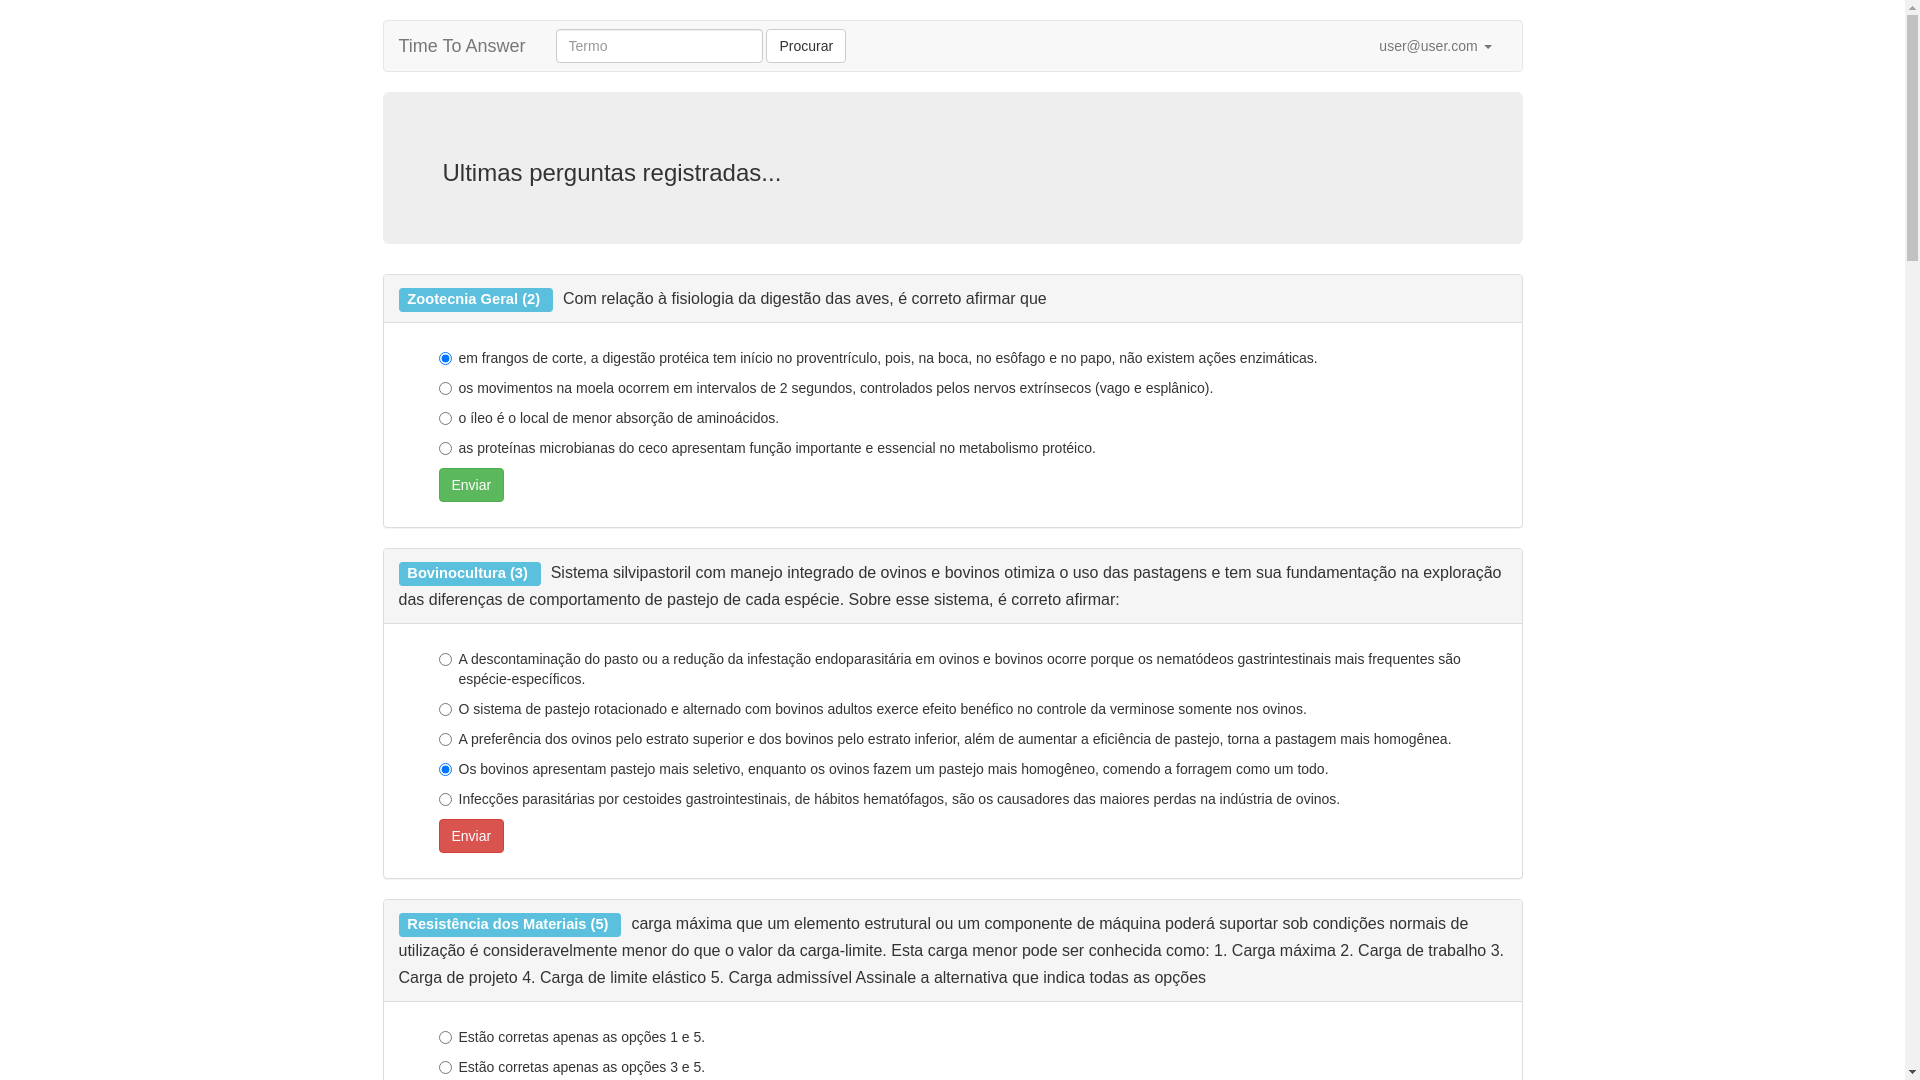 Time To Answer
Termo
Procurar
user@user.com
Ultimas perguntas registradas...
Zootecnia Geral (2) Com relação à fisiologia da digestão das aves, é correto afirmar que
em frangos de corte, a digestão protéica tem início no proventrículo, pois, na boca, no esôfago e no papo, não existem ações enzimáticas.
os movimentos na moela ocorrem em intervalos de 2 segundos, controlados pelos nervos extrínsecos (vago e esplânico).
o íleo é o local de menor absorção de aminoácidos.
as proteínas microbianas do ceco apresentam função importante e essencial no metabolismo protéico.
Enviar
Bovinocultura (3) Sistema silvipastoril com manejo integrado de ovinos e bovinos otimiza o uso das pastagens e tem sua fundamentação na exploração
das diferenças de comportamento de pastejo de cada espécie. Sobre esse sistema, é correto afirmar:
A descontaminação do pasto ou a redução da infestação endoparasitária em ovinos e bovinos ocorre porque os nematódeos gastrintestinais mais frequentes são
espécie-específicos.
O sistema de pastejo rotacionado e alternado com bovinos adultos exerce efeito benéfico no controle da verminose somente nos ovinos.
A preferência dos ovinos pelo estrato superior e dos bovinos pelo estrato inferior, além de aumentar a eficiência de pastejo, torna a pastagem mais homogênea.
Os bovinos apresentam pastejo mais seletivo, enquanto os ovinos fazem um pastejo mais homogêneo, comendo a forragem como um todo.
Infecções parasitárias por cestoides gastrointestinais, de hábitos hematófagos, são os causadores das maiores perdas na indústria de ovinos.
Enviar
Resistência dos Materiais (5) carga máxima que um elemento estrutural ou um componente de máquina poderá suportar sob condições normais de
utilização é consideravelmente menor do que o valor da carga-limite. Esta carga menor pode ser conhecida como: 1. Carga máxima 2. Carga de trabalho 3.
Carga de projeto 4. Carga de limite elástico 5. Carga admissível Assinale a alternativa que indica todas as opções
Estão corretas apenas as opções 1 e 5.
Estão corretas apenas as opções 3 e 5.